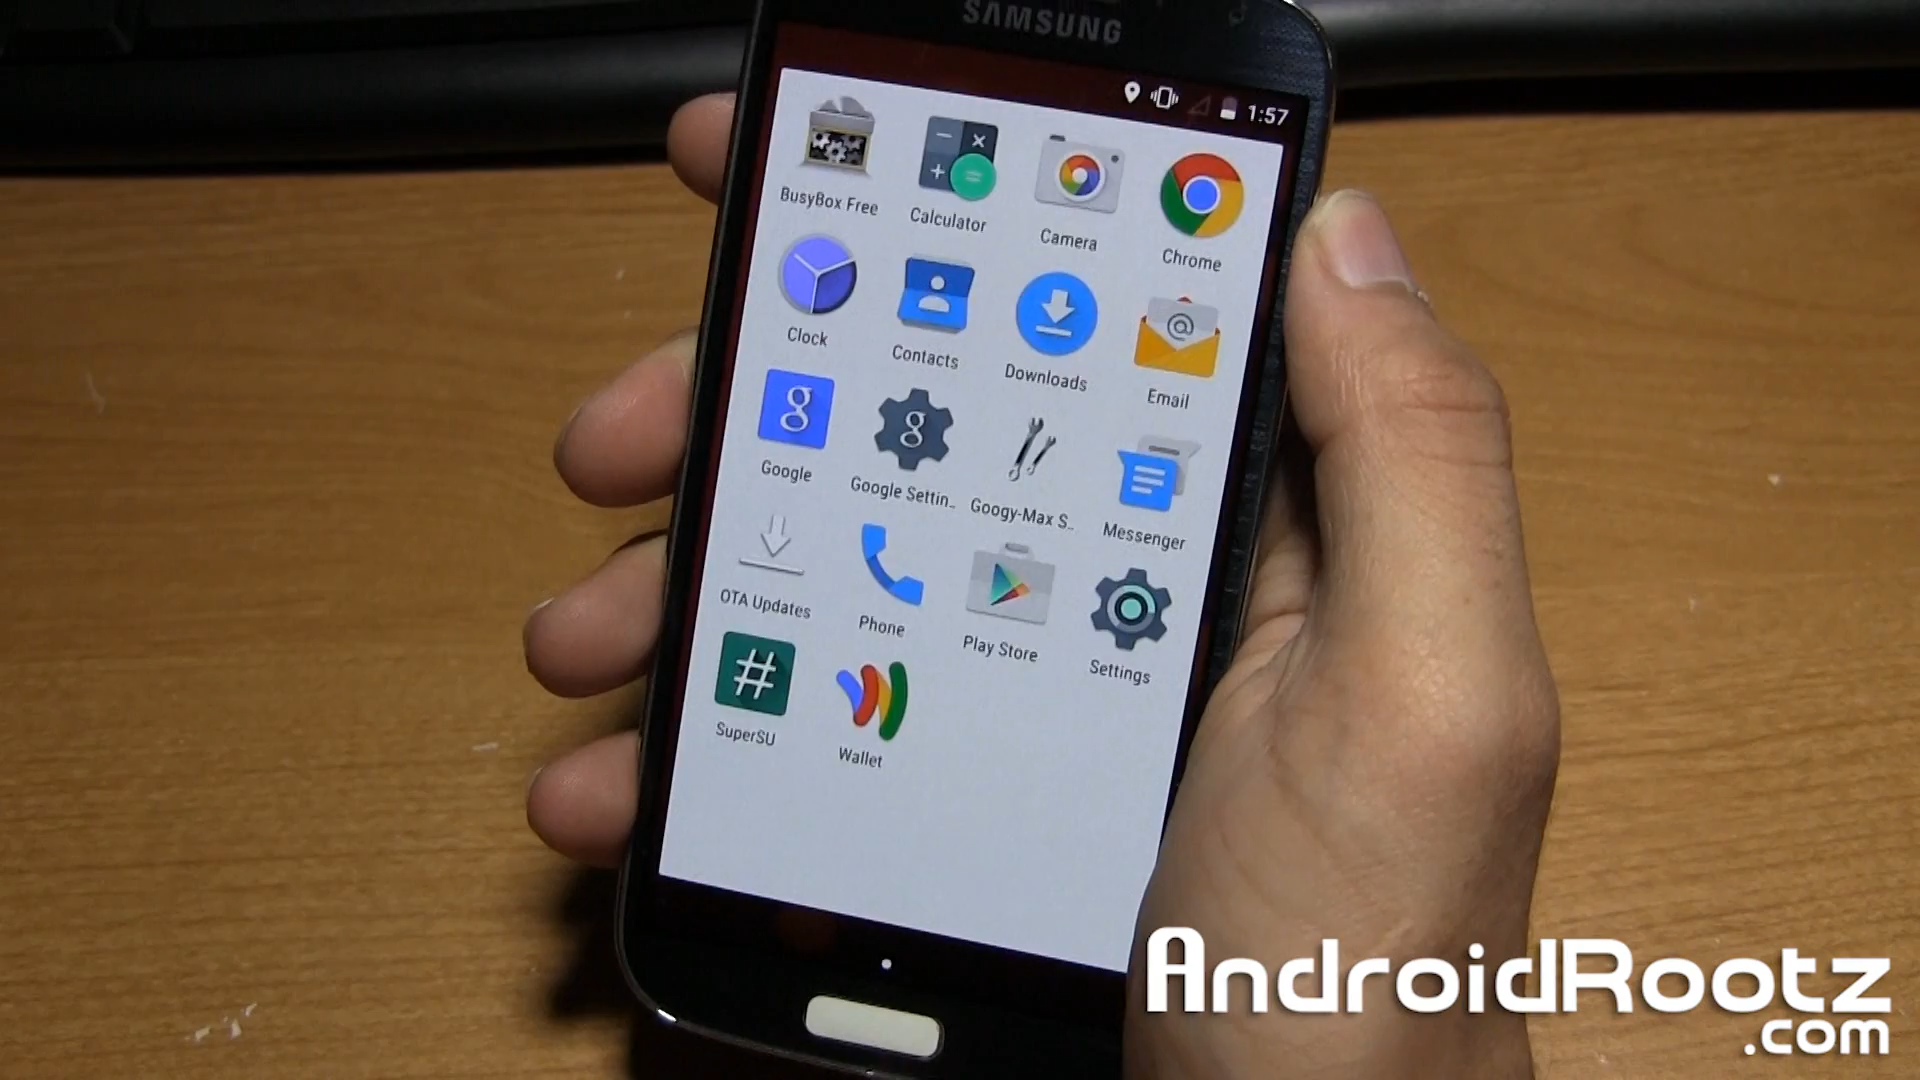 SAMSUNG
1:57
BusyBox Free
Calculator
Camera
Chrome
Clock
Contacts
Downloads
Email
Google
Google Settin..
Googy-Max S..
Messenger
OTA Updates
Phone
Play Store
Settings
SuperSU
Wallet
AndroidRootz
.com